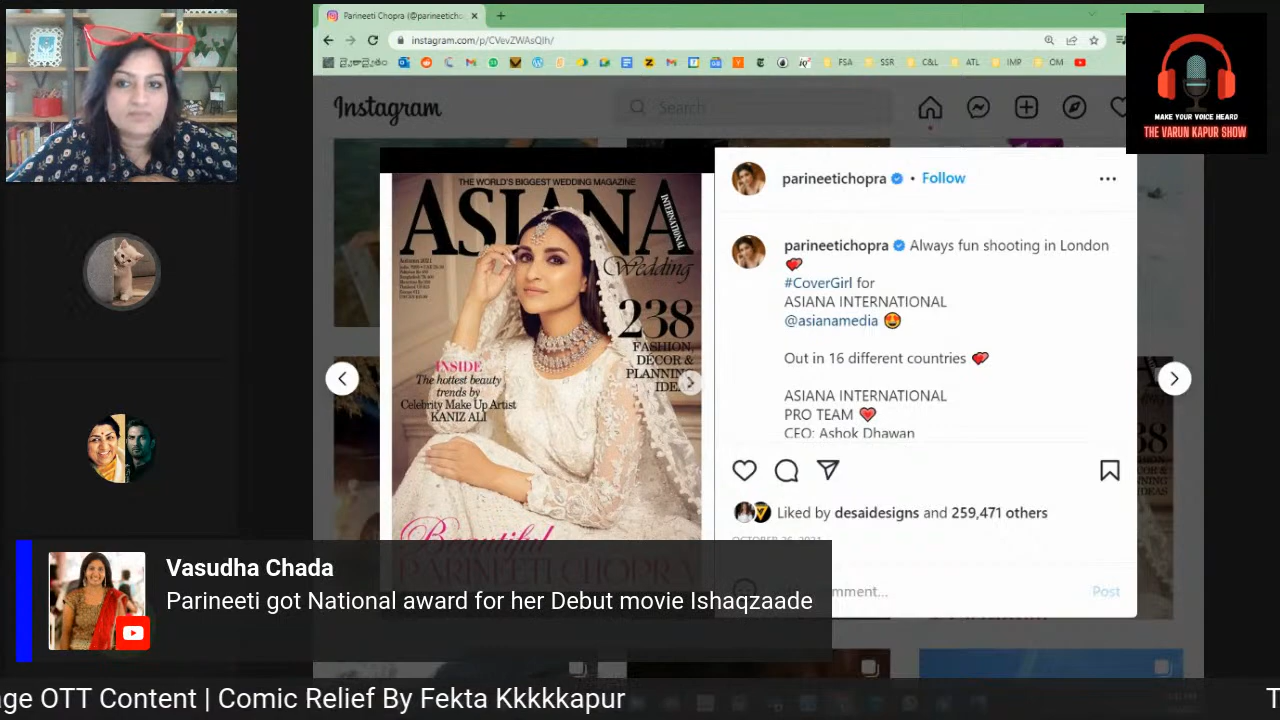 Parineeti Chopra (@parineetichop
instagram.com/p/CVevZWAsQIh/
FSA
SSR
C&L
ATL
IMP
OM
Instagram
Search
MAKE YOUR VOICE HEARD
THE VARUN KAPUR SHOW
THE WORLD'S BIGGEST WEDDING MAGAZINE
ASIANA
INTERNATIONAL
Wedding
Autumn 2021
238
FASHION,
DÉCOR &
PLANNING
IDEAS
INSIDE
The hottest beauty
trends by
Celebrity Make Up Artist
KANIZ ALI
Beautiful
PARINEETI CHOPRA
parineetichopra • Follow
parineetichopra Always fun shooting in London
#CoverGirl for
ASIANA INTERNATIONAL
@asianamedia
Out in 16 different countries
ASIANA INTERNATIONAL
PRO TEAM
CEO: Ashok Dhawan
Liked by desaidesigns and 259,471 others
mment...
Post
Vasudha Chada
Parineeti got National award for her Debut movie Ishaqzaade
ge OTT Content | Comic Relief By Fekta Kkkkkapur
T